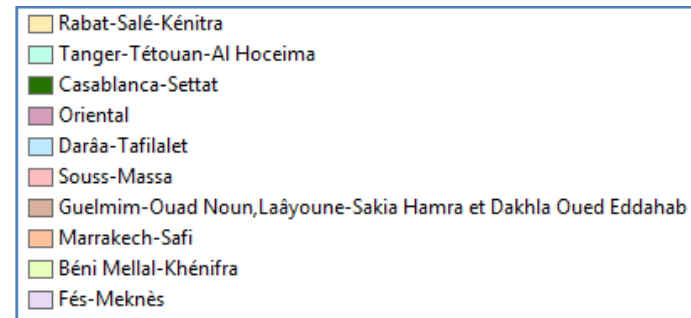 Rabat-Salé-Kénitra
Tanger-Tétouan-Al Hoceima
Casablanca-Settat
Oriental
Darâa-Tafilalet
Souss-Massa
Guelmim-Ouad Noun,Laâyoune-Sakia Hamra et Dakhla Oued Eddahab
Marrakech-Safi
Béni Mellal-Khénifra
Fés-Meknès